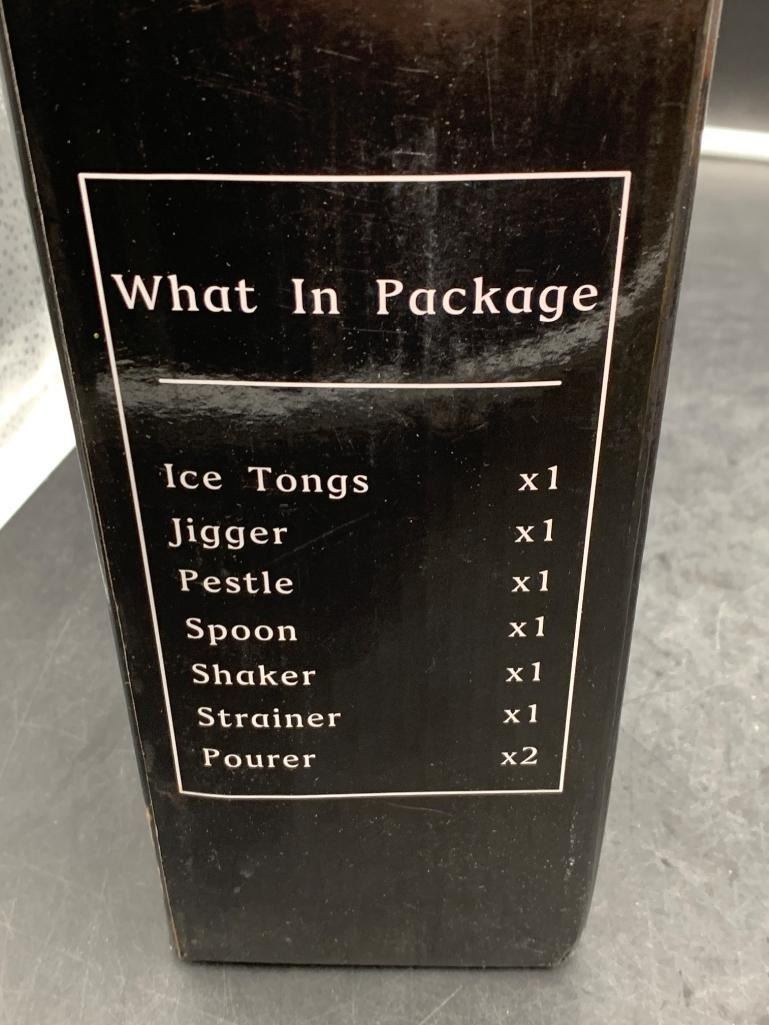 What In Package
Ice Tongs x1
Jigger x1
Pestle x1
Spoon x1
Shaker x1
Strainer x1
Pourer x2